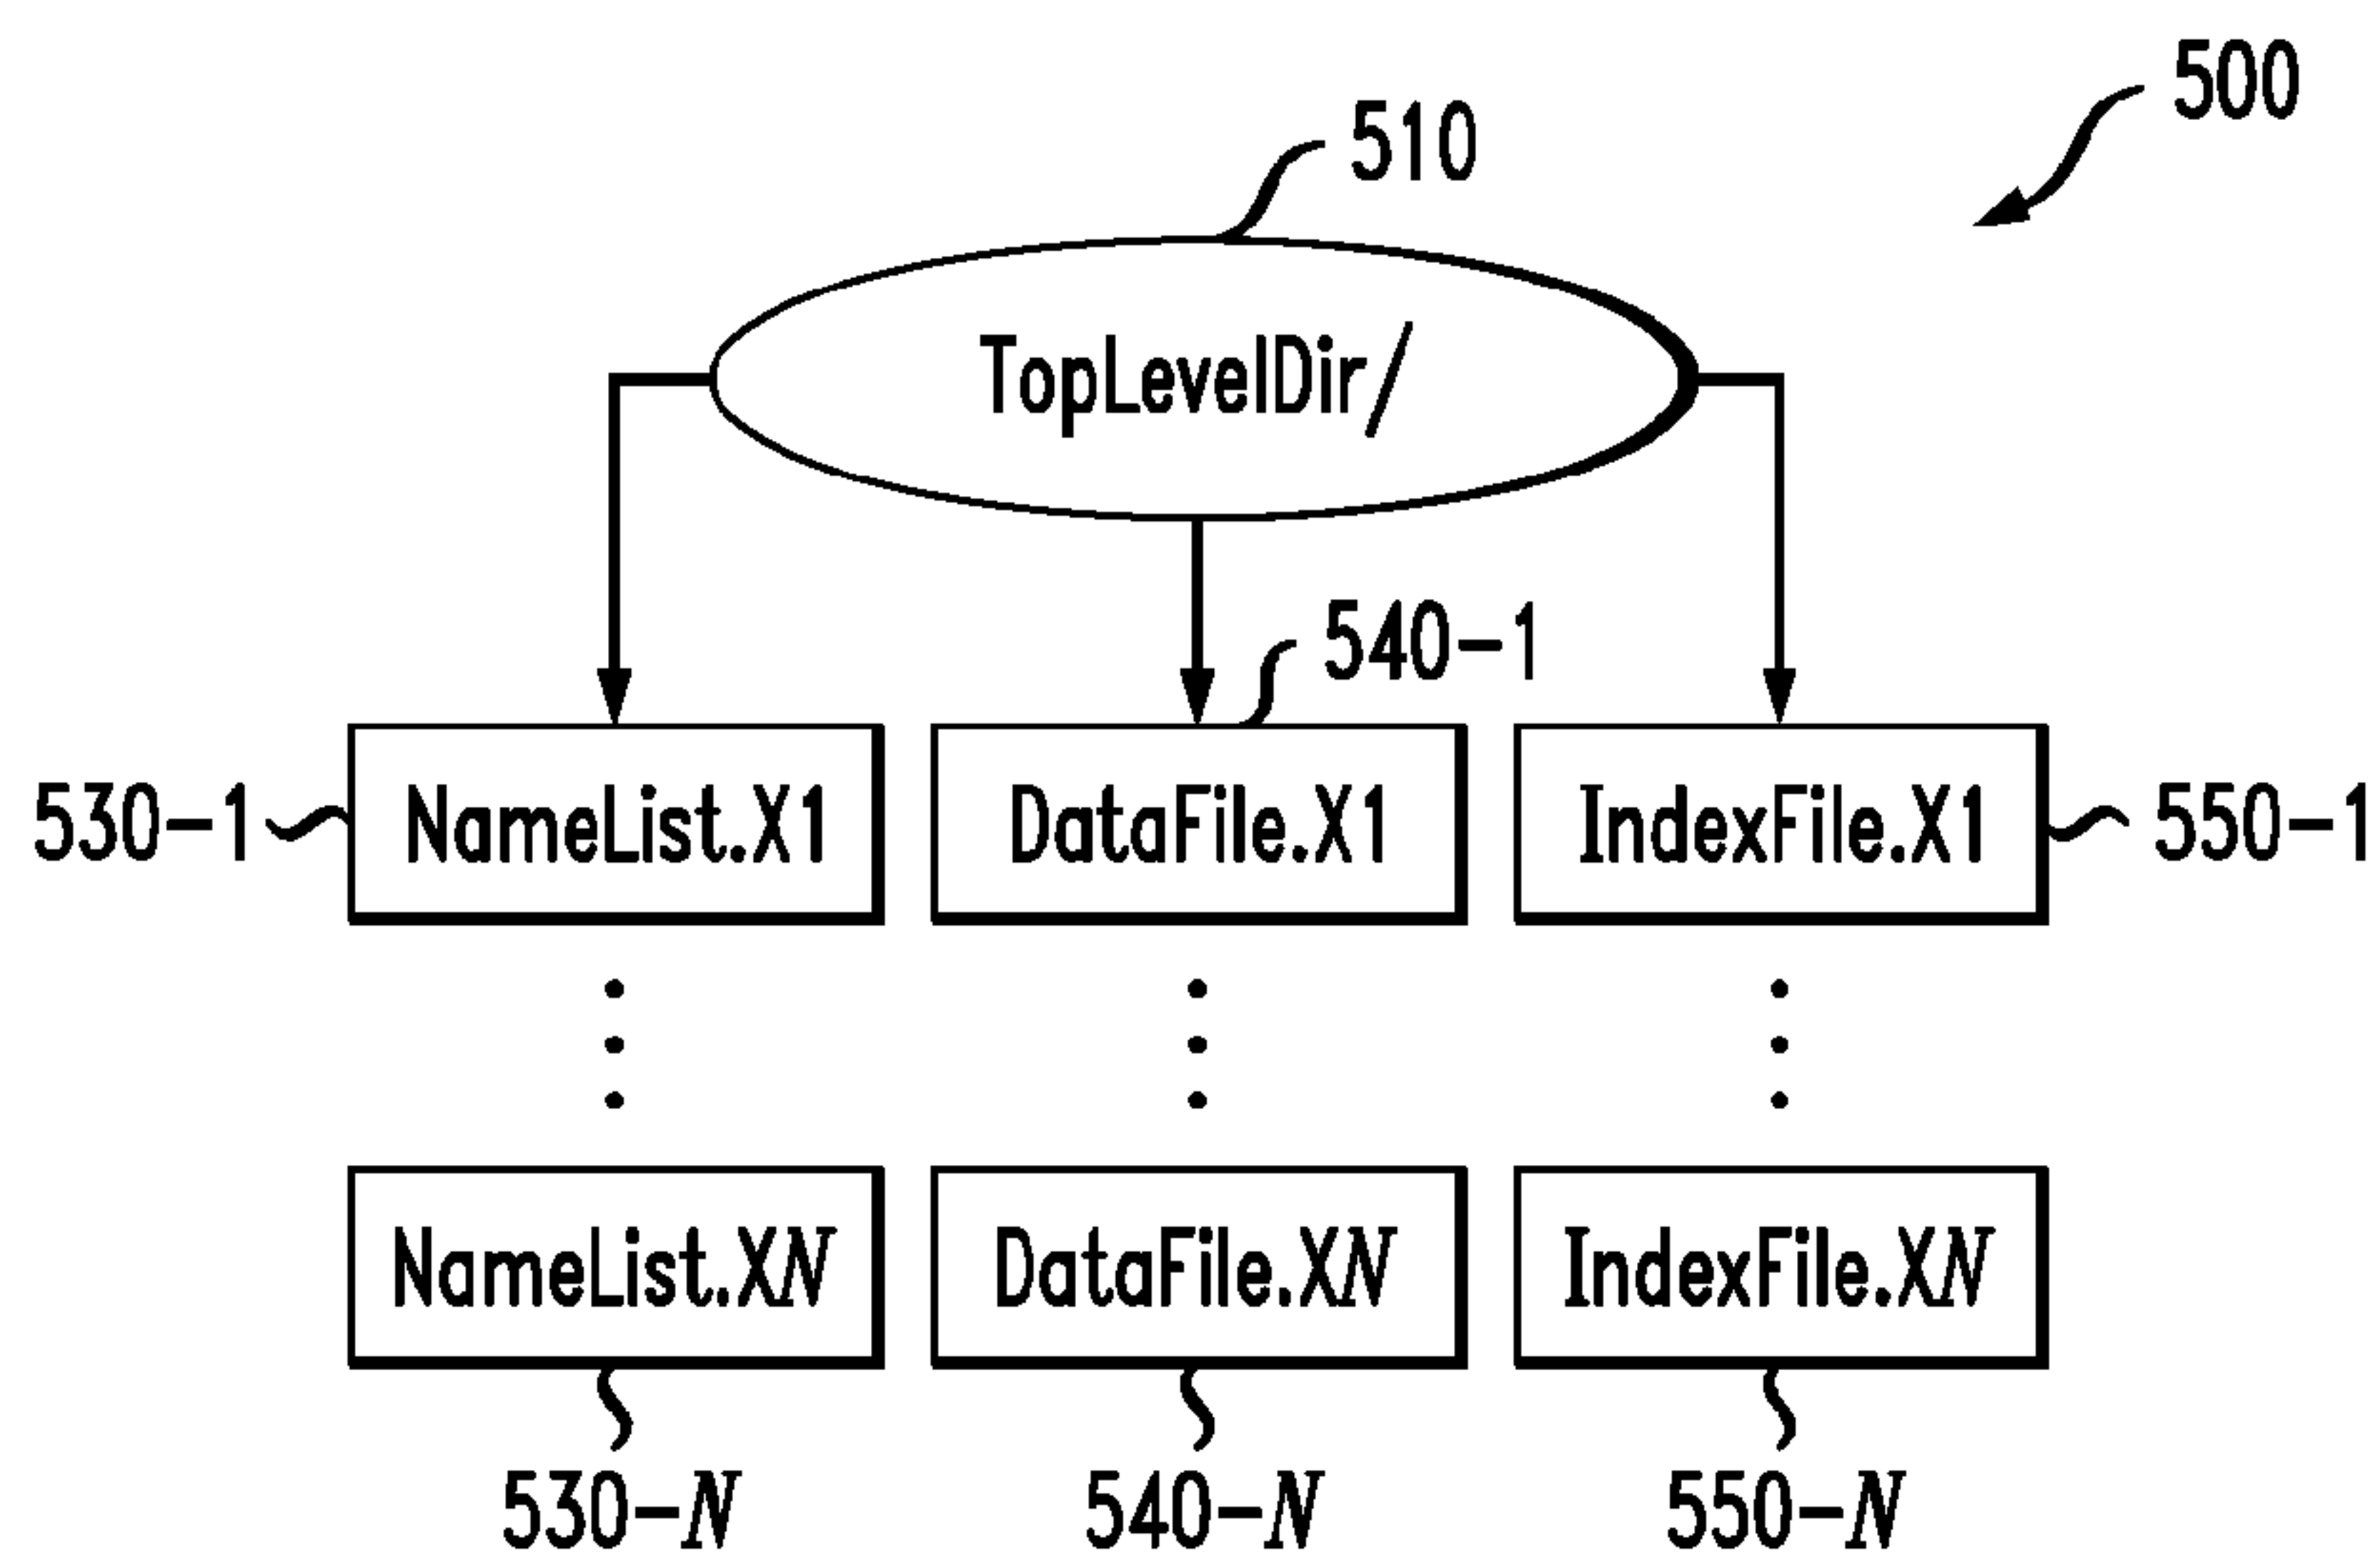 500
510
TopLevelDir/
540-1
530-1
NameList.X1
DataFile.X1
IndexFile.X1
550-1
NameList.XN
DataFile.XN
IndexFile.XN
530-N
540-N
550-N